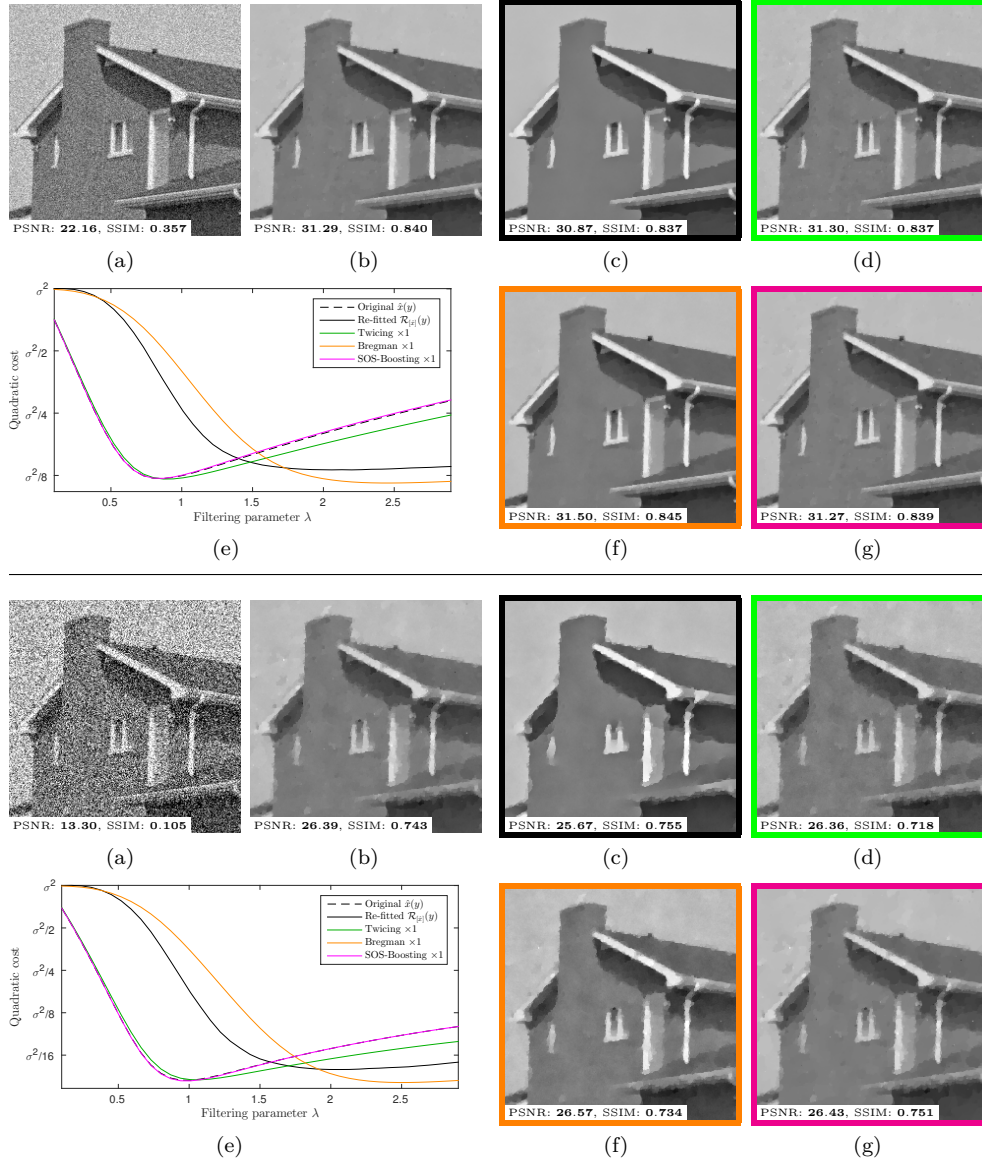 PSNR: 22.16, SSIM: 0.357
PSNR: 31.29, SSIM: 0.840
PSNR: 30.87, SSIM: 0.837
PSNR: 31.30, SSIM: 0.837
(a)
(b)
(c)
(d)
σ²
σ²/2
σ²/4
σ²/8
Quadratic cost
Original x̂(y)
Re-fitted R[x̂](y)
Twicing ×1
Bregman ×1
SOS-Boosting ×1
0.5 1 1.5 2 2.5
Filtering parameter λ
PSNR: 31.50, SSIM: 0.845
PSNR: 31.27, SSIM: 0.839
(e)
(f)
(g)
PSNR: 13.30, SSIM: 0.105
PSNR: 26.39, SSIM: 0.743
PSNR: 25.67, SSIM: 0.755
PSNR: 26.36, SSIM: 0.718
(a)
(b)
(c)
(d)
σ²
σ²/2
σ²/4
σ²/8
σ²/16
Quadratic cost
Original x̂(y)
Re-fitted R[x̂](y)
Twicing ×1
Bregman ×1
SOS-Boosting ×1
0.5 1 1.5 2 2.5
Filtering parameter λ
PSNR: 26.57, SSIM: 0.734
PSNR: 26.43, SSIM: 0.751
(e)
(f)
(g)